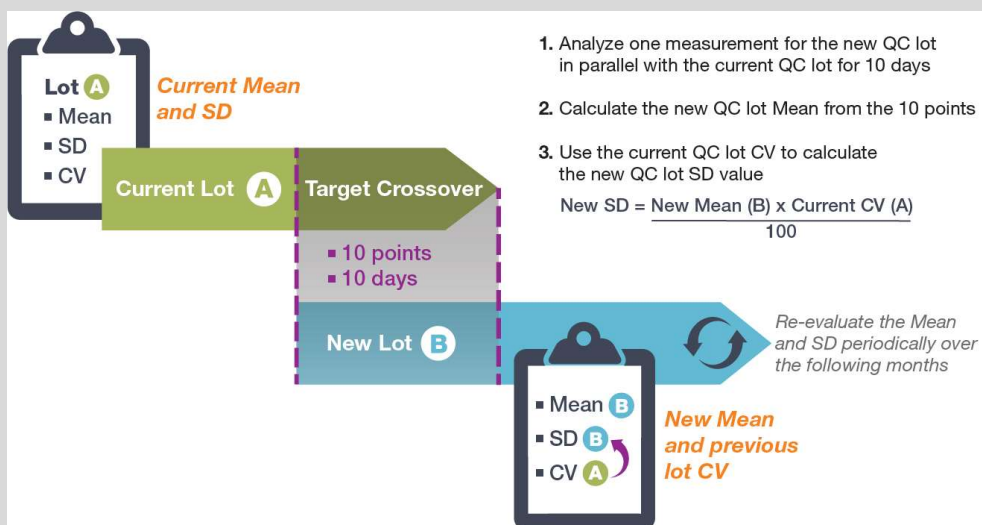 Lot A
▪ Mean
▪ SD
▪ CV
Current Mean
and SD
1. Analyze one measurement for the new QC lot
in parallel with the current QC lot for 10 days
2. Calculate the new QC lot Mean from the 10 points
3. Use the current QC lot CV to calculate
the new QC lot SD value
New SD = New Mean (B) x Current CV (A)
100
Current Lot A
Target Crossover
▪ 10 points
▪ 10 days
New Lot B
Re-evaluate the Mean
and SD periodically over
the following months
▪ Mean B
▪ SD B
▪ CV A
New Mean
and previous
lot CV